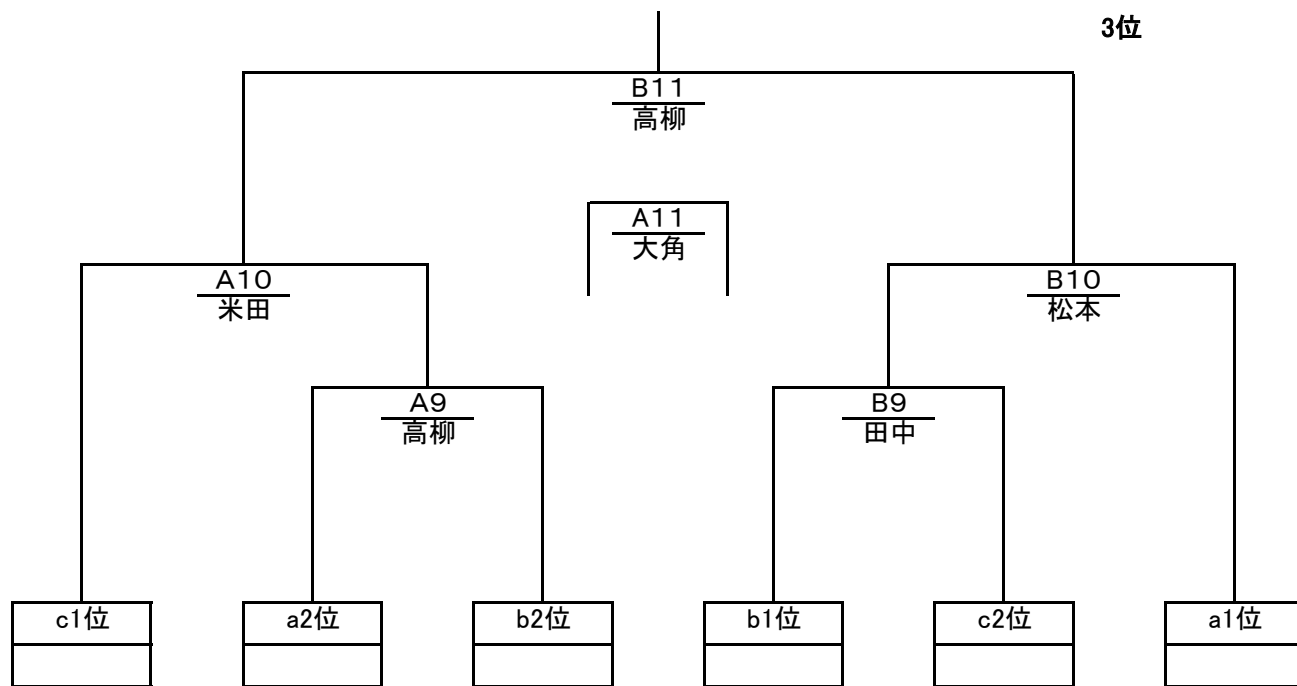 3位
B11
高柳
A11
大角
A10
米田
B10
松本
A9
高柳
B9
田中
c1位
a2位
b2位
b1位
c2位
a1位